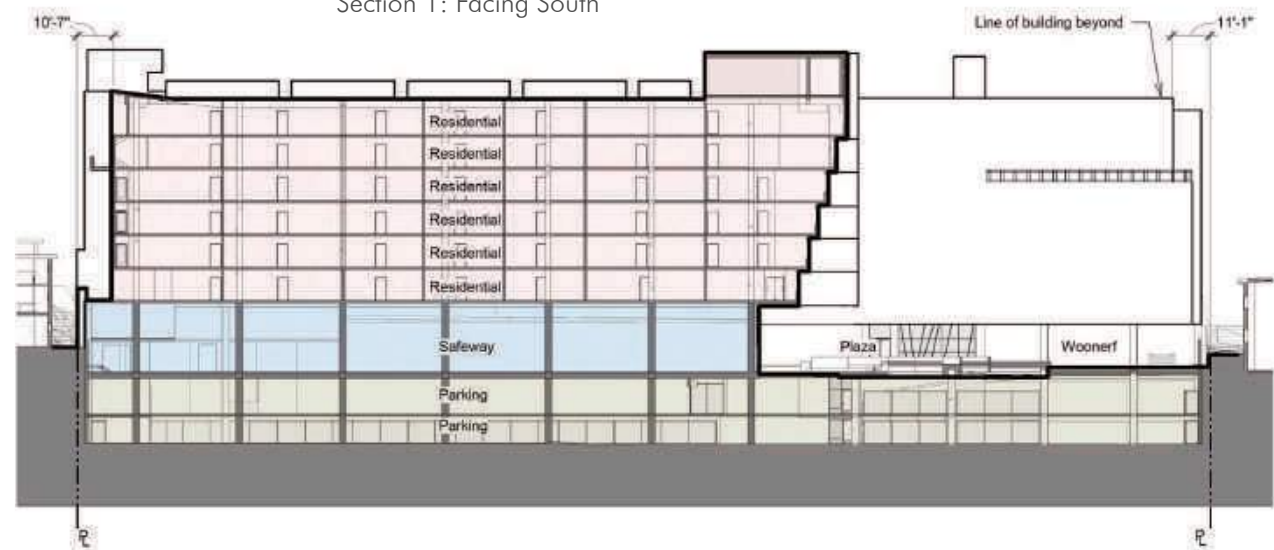 Section 1: Facing South
10'-7"
Line of building beyond
11'-1"
Residential
Residential
Residential
Residential
Residential
Residential
Safeway
Plaza
Woonerf
Parking
Parking
PL
PL